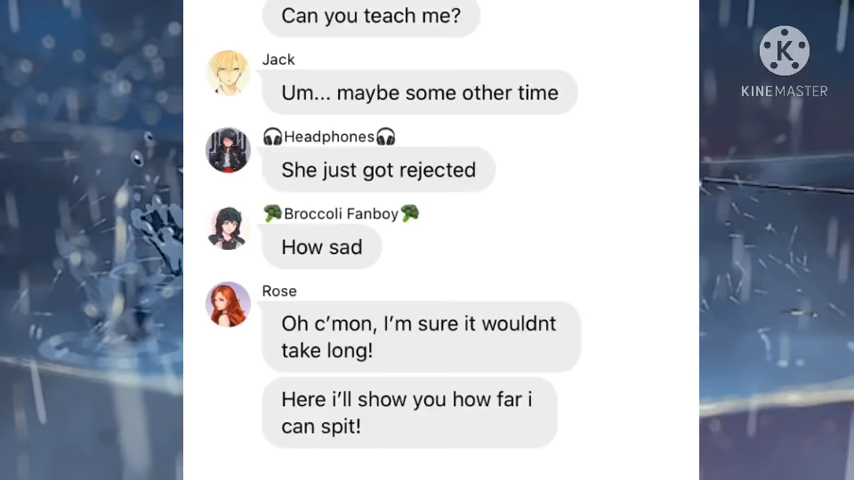 Can you teach me?
Jack
Um... maybe some other time
🎧Headphones🎧
She just got rejected
🥦Broccoli Fanboy🥦
How sad
Rose
Oh c'mon, I'm sure it wouldnt
take long!
Here i'll show you how far i
can spit!
K
KINEMASTER